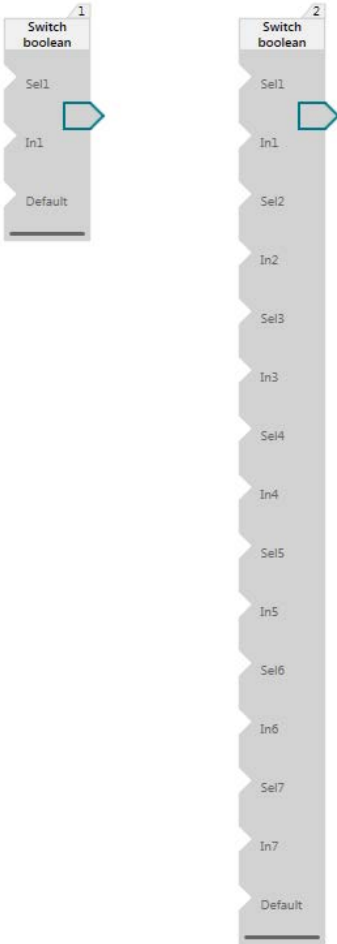 1
Switch
boolean
Sel1
In1
Default
2
Switch
boolean
Sel1
In1
Sel2
In2
Sel3
In3
Sel4
In4
Sel5
In5
Sel6
In6
Sel7
In7
Default